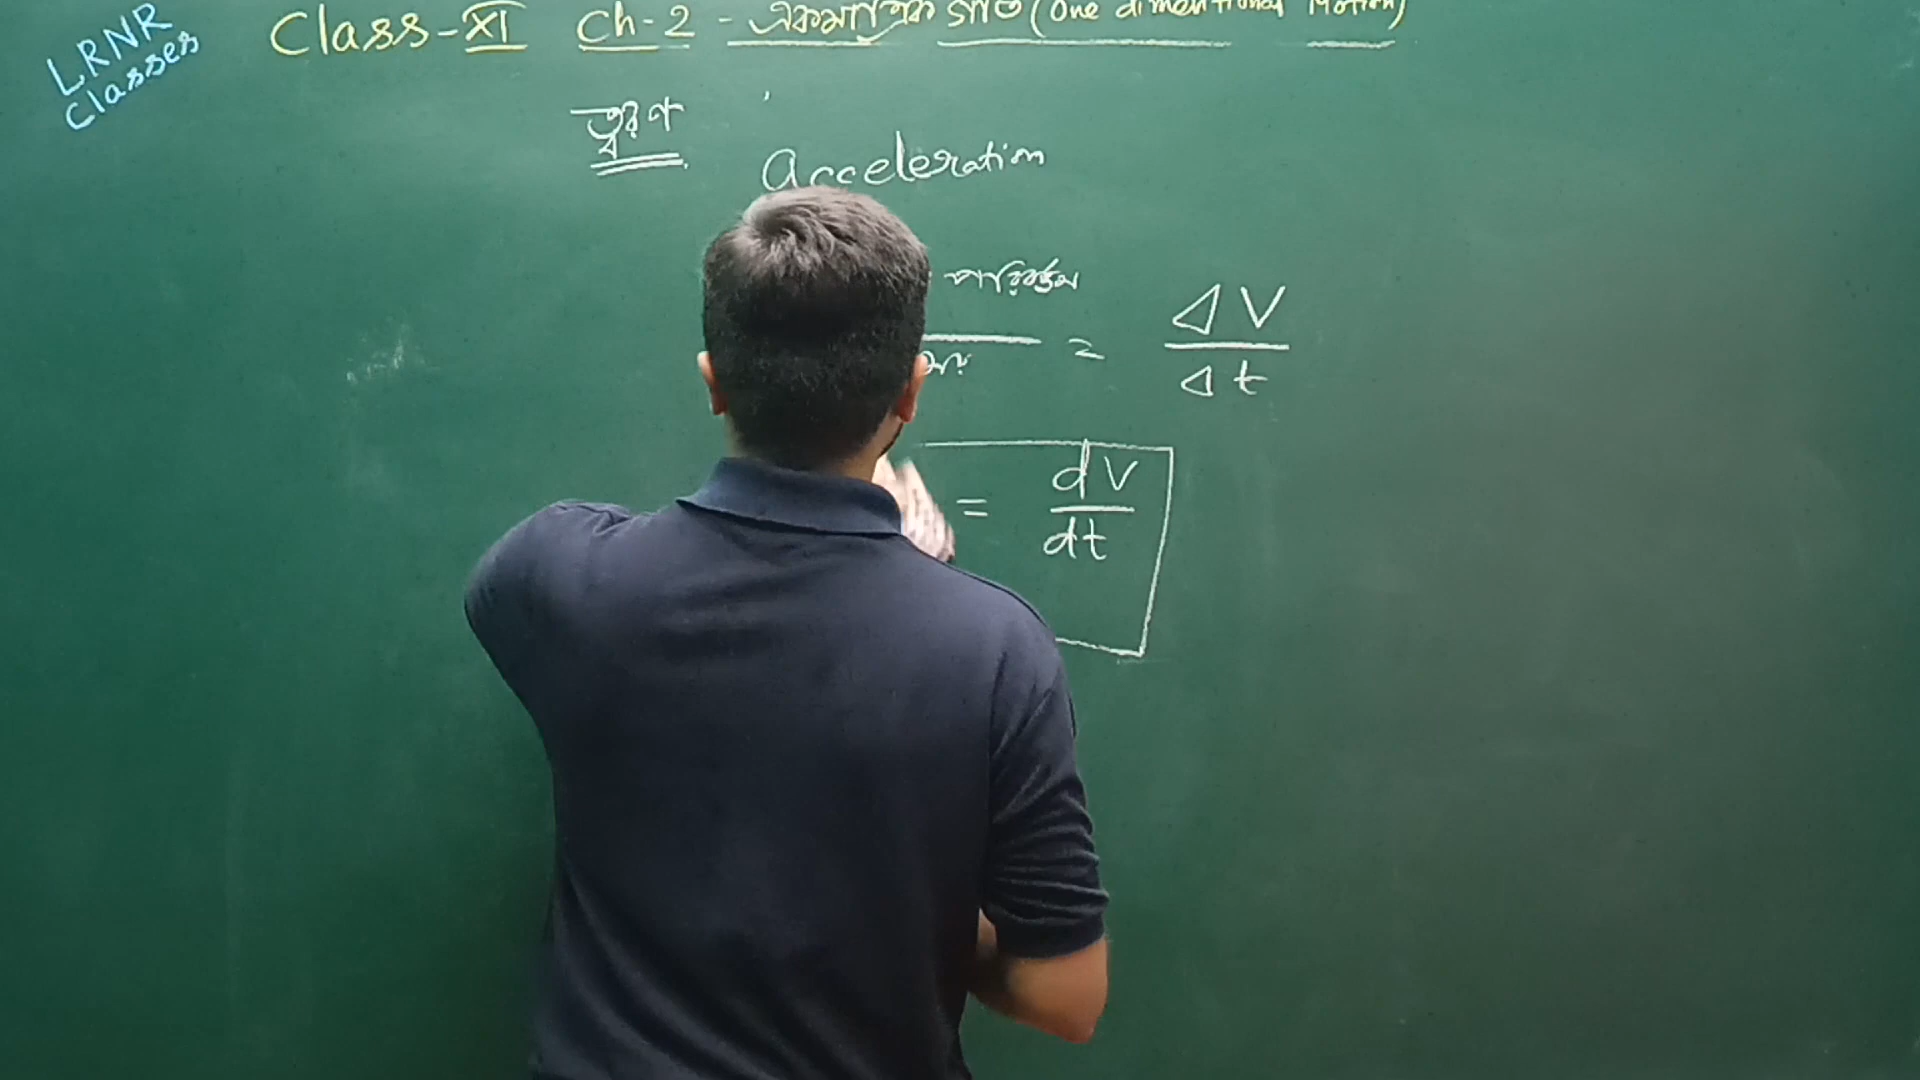 LRNR
Classes
Class-XI Ch-2 - একমাত্রিক গতি (One dimentional Motion)
ত্বরণ
Acceleration
পরিবর্তন
= ΔV
Δt
= dV
dt